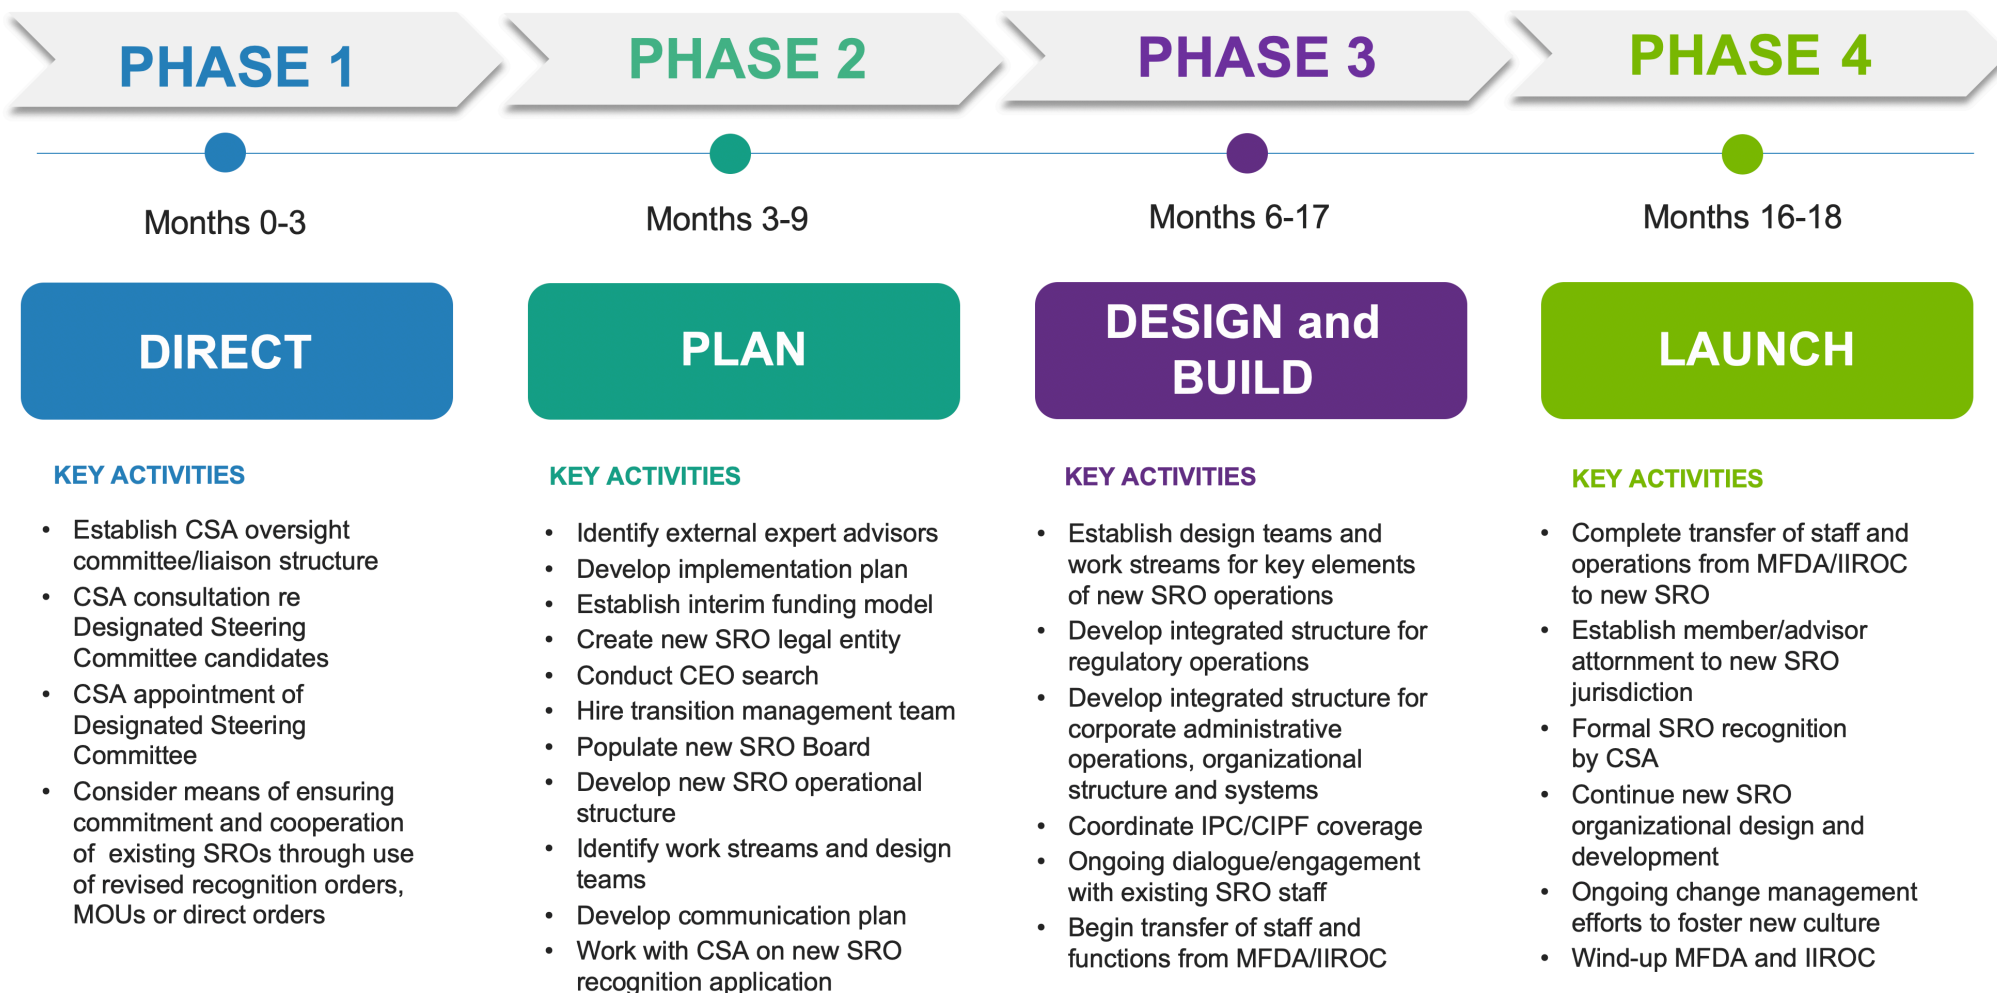 PHASE 1
PHASE 2
PHASE 3
PHASE 4
Months 0-3
Months 3-9
Months 6-17
Months 16-18
DIRECT
PLAN
DESIGN and
BUILD
LAUNCH
KEY ACTIVITIES
• Establish CSA oversight
committee/liaison structure
• CSA consultation re
Designated Steering
Committee candidates
• CSA appointment of
Designated Steering
Committee
• Consider means of ensuring
commitment and cooperation
of existing SROs through use
of revised recognition orders,
MOUs or direct orders
KEY ACTIVITIES
• Identify external expert advisors
• Develop implementation plan
• Establish interim funding model
• Create new SRO legal entity
• Conduct CEO search
• Hire transition management team
• Populate new SRO Board
• Develop new SRO operational
structure
• Identify work streams and design
teams
• Develop communication plan
• Work with CSA on new SRO
recognition application
KEY ACTIVITIES
• Establish design teams and
work streams for key elements
of new SRO operations
• Develop integrated structure for
regulatory operations
• Develop integrated structure for
corporate administrative
operations, organizational
structure and systems
• Coordinate IPC/CIPF coverage
• Ongoing dialogue/engagement
with existing SRO staff
• Begin transfer of staff and
functions from MFDA/IIROC
KEY ACTIVITIES
• Complete transfer of staff and
operations from MFDA/IIROC
to new SRO
• Establish member/advisor
attornment to new SRO
jurisdiction
• Formal SRO recognition
by CSA
• Continue new SRO
organizational design and
development
• Ongoing change management
efforts to foster new culture
• Wind-up MFDA and IIROC